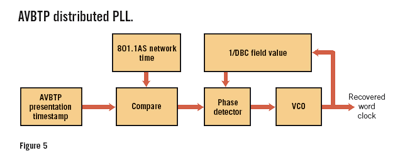 AVBTP distributed PLL.
801.1AS network
time
1/DBC field value
AVBTP
presentation
timestamp
Compare
Phase
detector
VCO
Recovered
word
clock
Figure 5